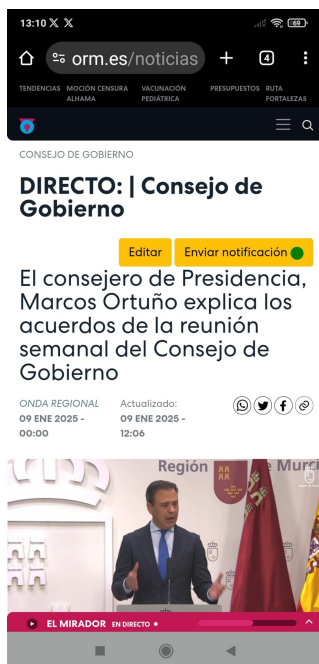 13:10 X X
69
orm.es/noticias
4
TENDENCIAS MOCIÓN CENSURA ALHAMA VACUNACIÓN PEDIÁTRICA PRESUPUESTOS RUTA FORTALEZAS
CONSEJO DE GOBIERNO
DIRECTO: | Consejo de
Gobierno
Editar Enviar notificación
El consejero de Presidencia,
Marcos Ortuño explica los
acuerdos de la reunión
semanal del Consejo de
Gobierno
ONDA REGIONAL
09 ENE 2025 -
00:00
Actualizado:
09 ENE 2025 -
12:06
Región de Murcia
EL MIRADOR EN DIRECTO